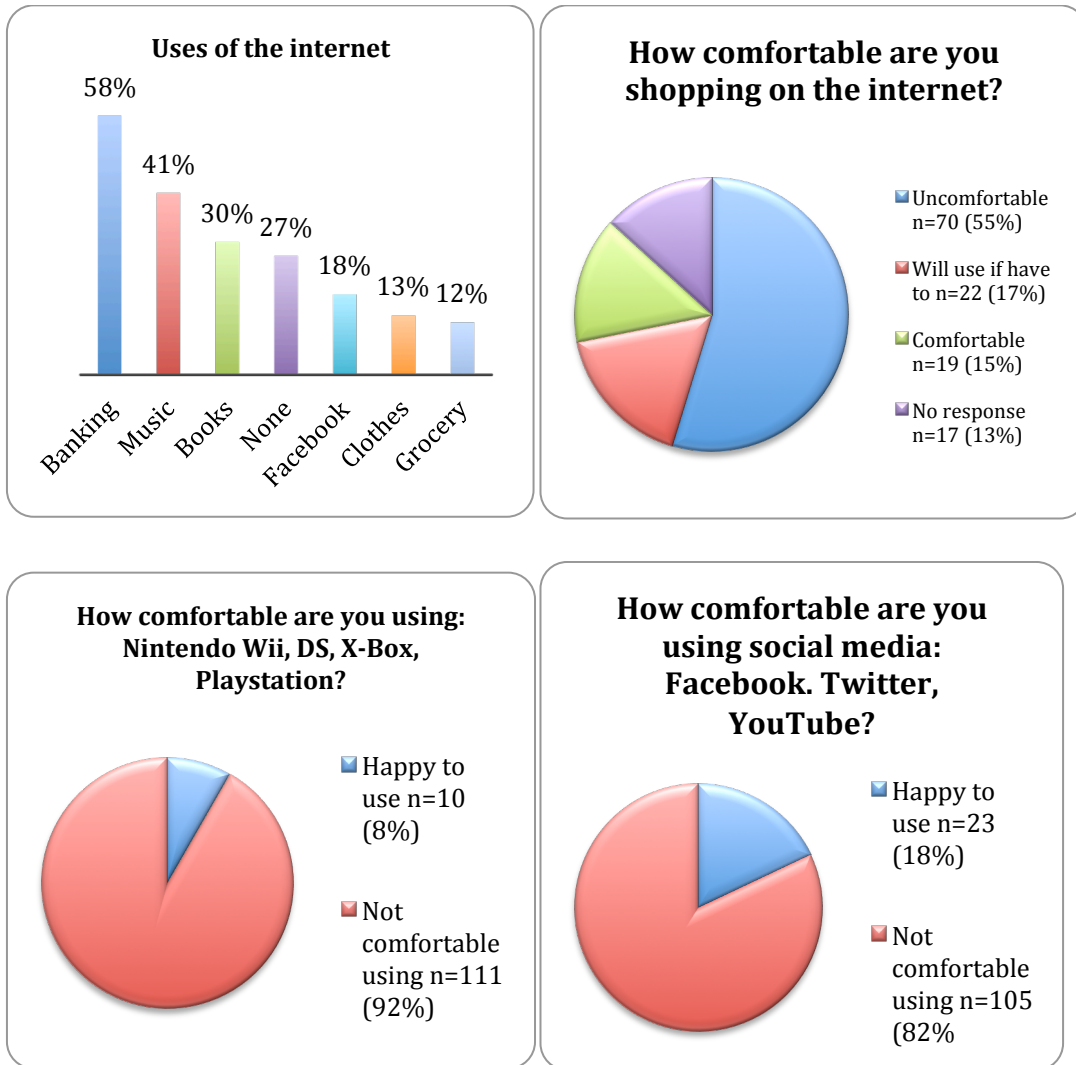 Uses of the internet
58%
41%
30%
27%
18%
13%
12%
Banking
Music
Books
None
Facebook
Clothes
Grocery
How comfortable are you
shopping on the internet?
Uncomfortable
n=70 (55%)
Will use if have
to n=22 (17%)
Comfortable
n=19 (15%)
No response
n=17 (13%)
How comfortable are you using:
Nintendo Wii, DS, X-Box,
Playstation?
Happy to
use n=10
(8%)
Not
comfortable
using n=111
(92%)
How comfortable are you
using social media:
Facebook. Twitter,
YouTube?
Happy to
use n=23
(18%)
Not
comfortable
using n=105
(82%